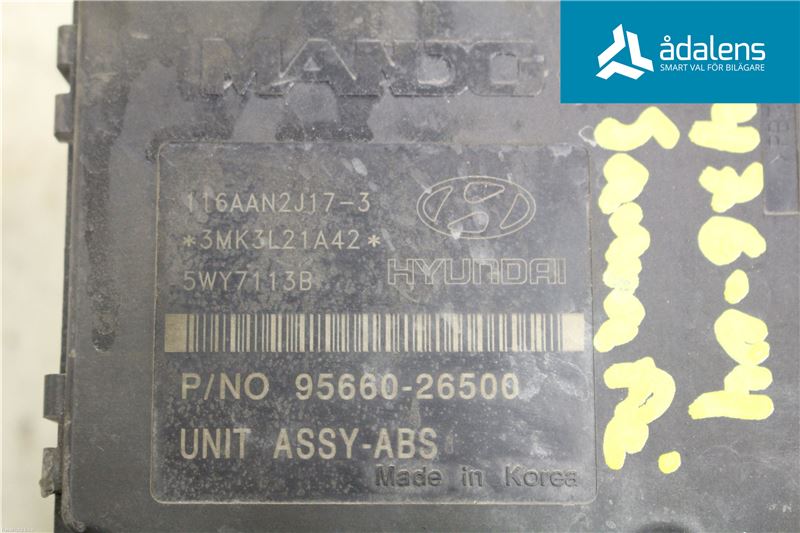 MANDO
ådalens
SMART VAL FÖR BILÄGARE
116AAN2J17-3
*3MK3L21A42*
5WY7113B
HYUNDAI
P/NO 95660-26500
UNIT ASSY-ABS
Made in Korea